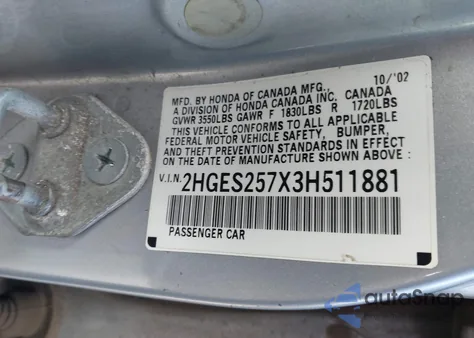 10/'02
MFD. BY HONDA OF CANADA MFG.
A DIVISION OF HONDA CANADA INC. CANADA
GVWR 3550LBS GAWR F 1830LBS R 1720LBS
THIS VEHICLE CONFORMS TO ALL APPLICABLE
FEDERAL MOTOR VEHICLE SAFETY, BUMPER,
AND THEFT PREVENTION STANDARDS IN EFFECT
ON THE DATE OF MANUFACTURE SHOWN ABOVE.
V.I.N. 2HGES257X3H511881
PASSENGER CAR
autoSnap